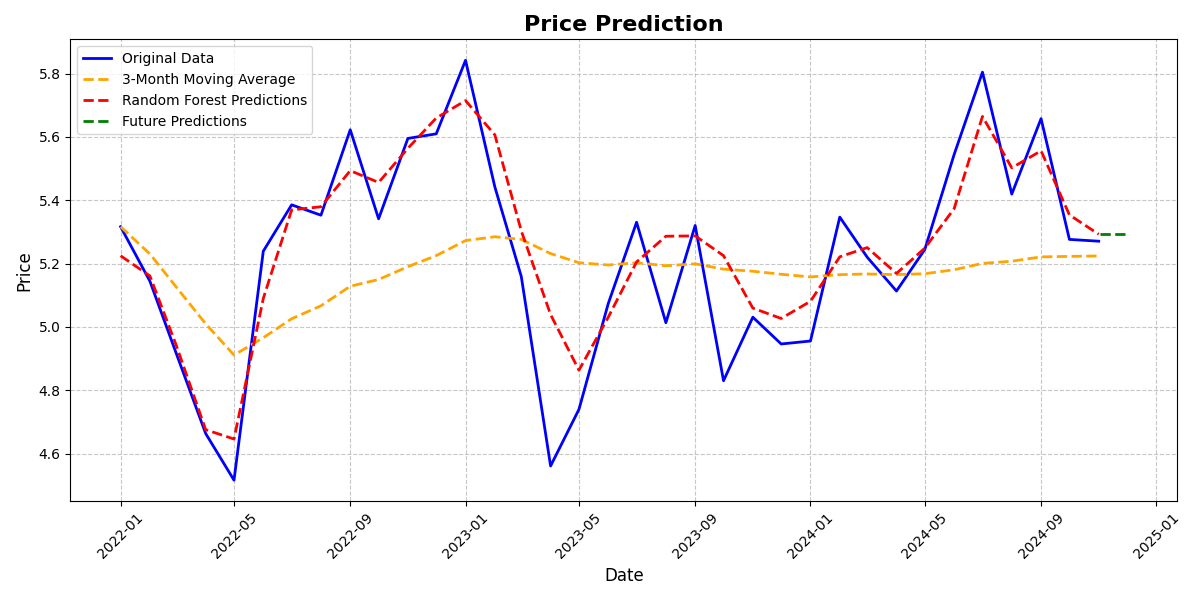 Price Prediction
Original Data
3-Month Moving Average
Random Forest Predictions
Future Predictions
Price
5.8
5.6
5.4
5.2
5.0
4.8
4.6
2022-01
2022-05
2022-09
2023-01
2023-05
2023-09
2024-01
2024-05
2024-09
2025-01
Date